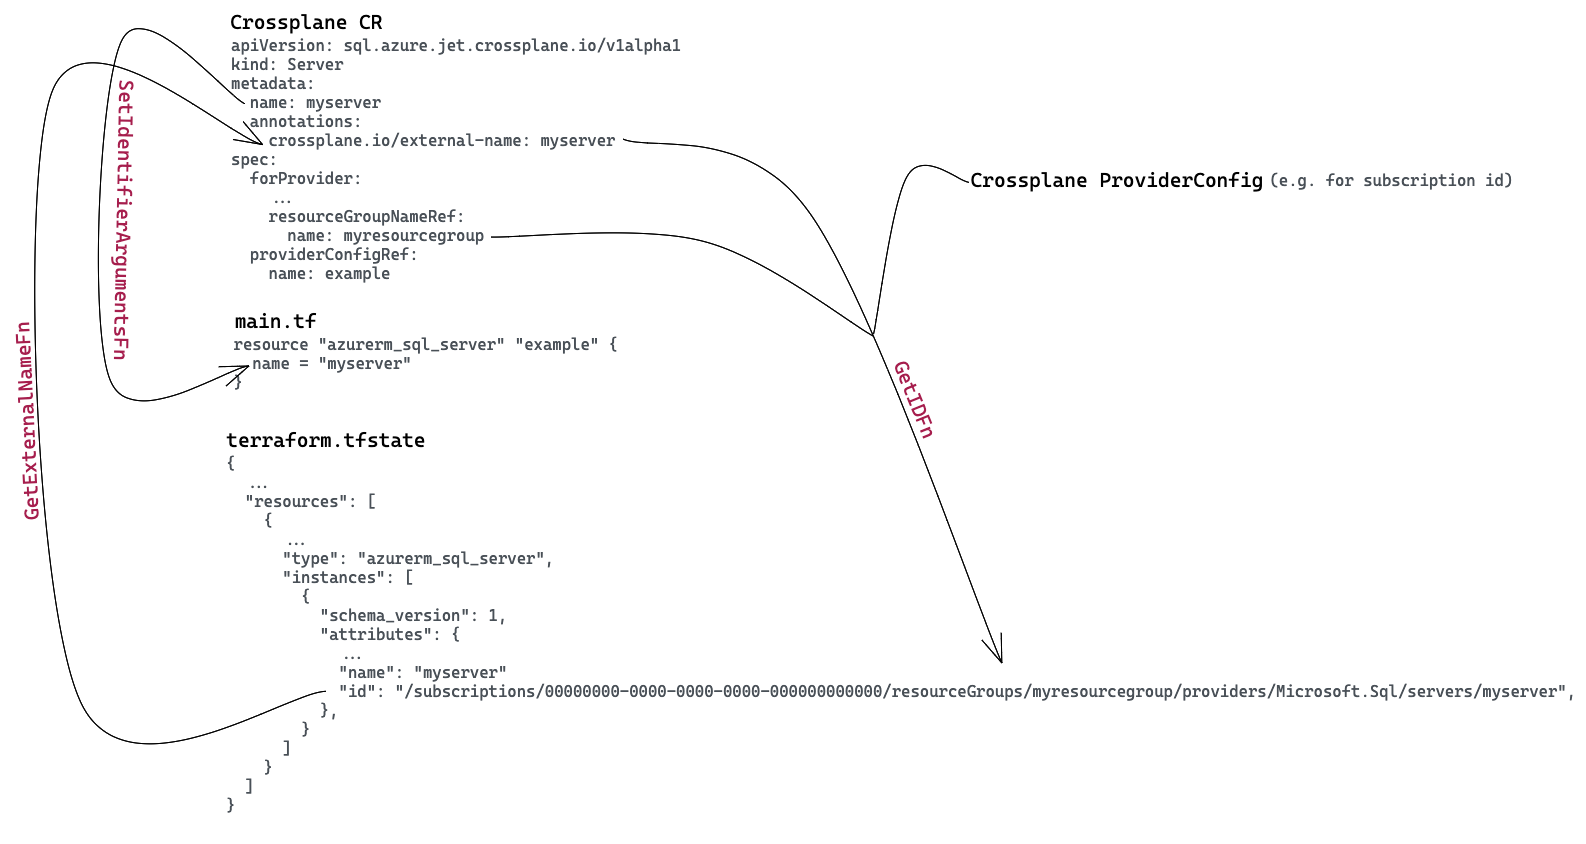 Crossplane CR
apiVersion: sql.azure.jet.crossplane.io/v1alpha1
kind: Server
metadata:
  name: myserver
  annotations:
    crossplane.io/external-name: myserver
spec:
  forProvider:
    ...
    resourceGroupNameRef:
      name: myresourcegroup
  providerConfigRef:
    name: example
Crossplane ProviderConfig (e.g. for subscription id)
SetIdentifierArgumentsFn
GetExternalNameFn
GetIDFn
main.tf
resource "azurerm_sql_server" "example" {
  name = "myserver"
}
terraform.tfstate
{
  ...
  "resources": [
    {
      ...
      "type": "azurerm_sql_server",
      "instances": [
        {
          "schema_version": 1,
          "attributes": {
            ...
            "name": "myserver"
            "id": "/subscriptions/00000000-0000-0000-0000-000000000000/resourceGroups/myresourcegroup/providers/Microsoft.Sql/servers/myserver",
          },
        }
      ]
    }
  ]
}